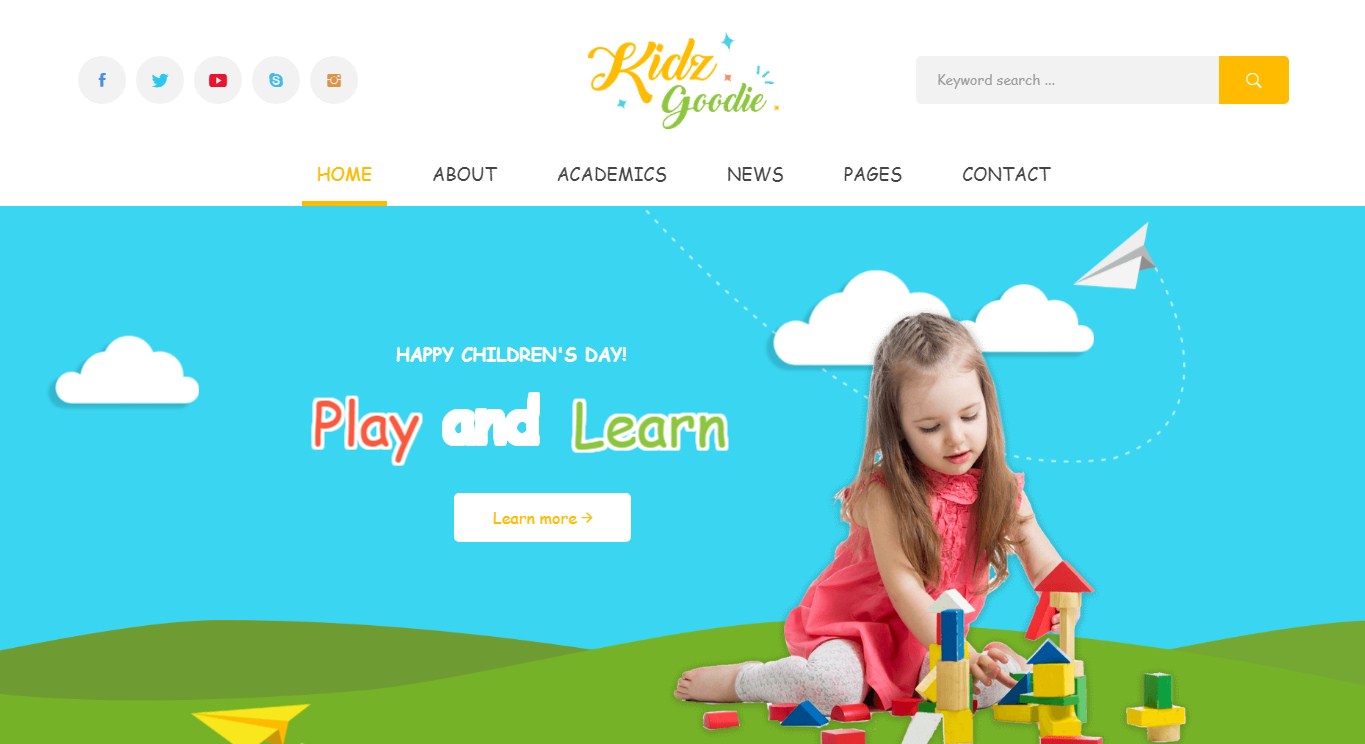 Kidz
Goodie
Keyword search ...
HOME ABOUT ACADEMICS NEWS PAGES CONTACT
HAPPY CHILDREN'S DAY!
Play and Learn
Learn more →